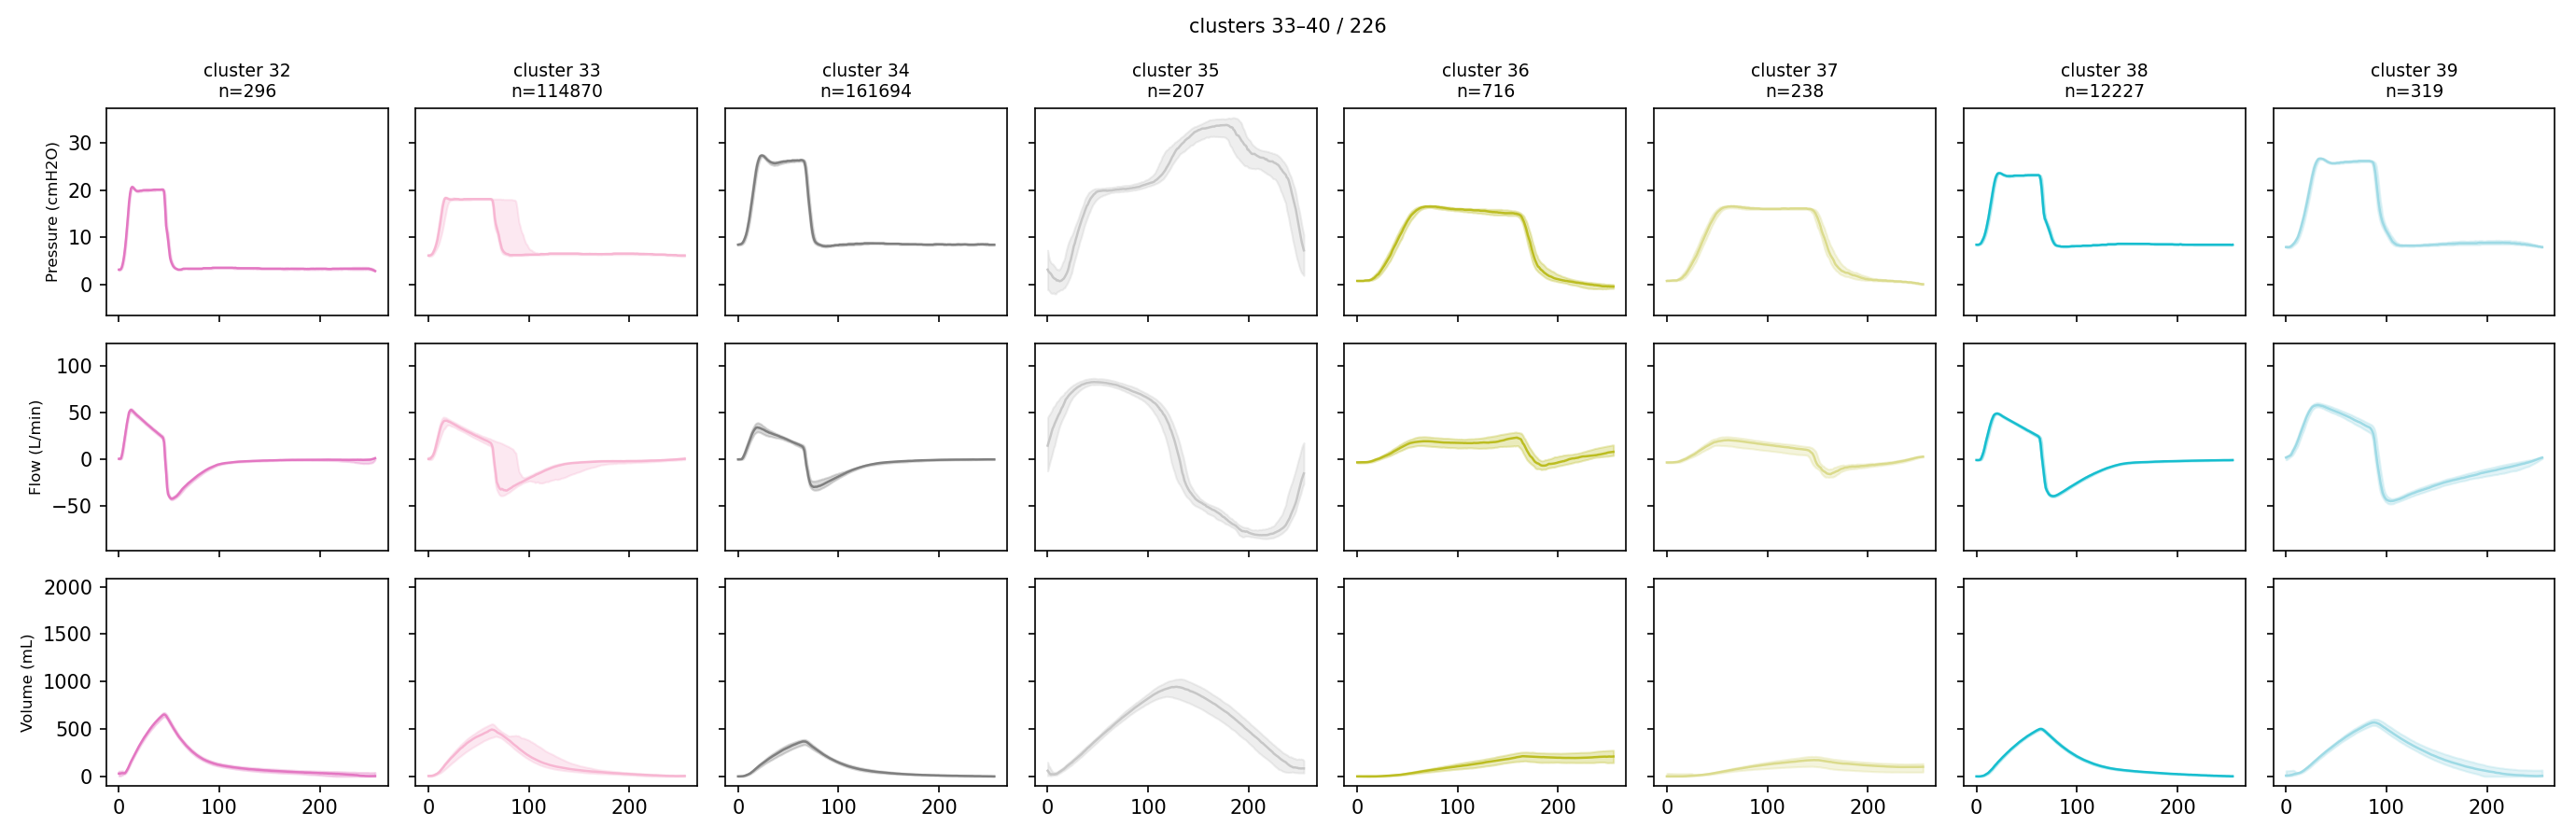 clusters 33–40 / 226
cluster 32
n=296
cluster 33
n=114870
cluster 34
n=161694
cluster 35
n=207
cluster 36
n=716
cluster 37
n=238
cluster 38
n=12227
cluster 39
n=319
Pressure (cmH2O)
30
20
10
0
Flow (L/min)
100
50
0
−50
Volume (mL)
2000
1500
1000
500
0
0 100 200 0 100 200 0 100 200 0 100 200 0 100 200 0 100 200 0 100 200 0 100 200